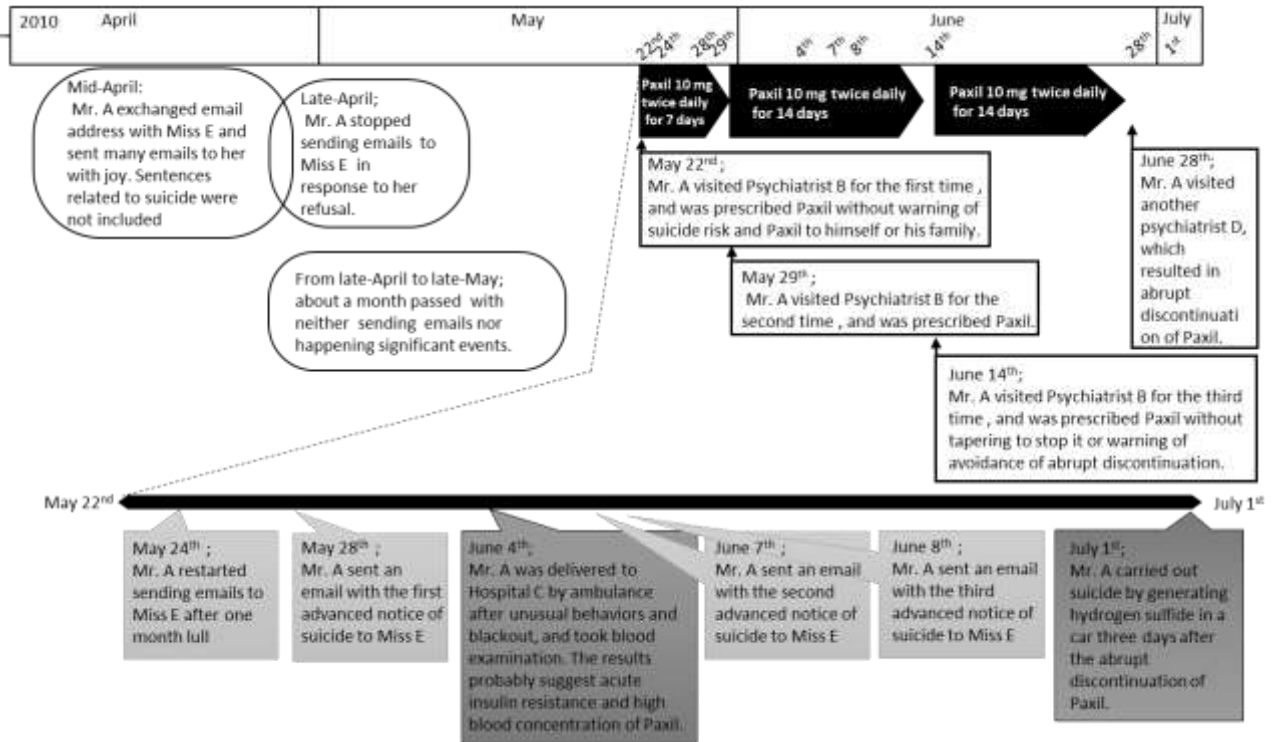 2010 April May June July
22nd 24th 28th 29th 4th 7th 8th 14th 28th 1st
Mid-April:
Mr. A exchanged email
address with Miss E and
sent many emails to her
with joy. Sentences
related to suicide were
not included
Late-April;
Mr. A stopped
sending emails to
Miss E in
response to her
refusal.
From late-April to late-May;
about a month passed with
neither sending emails nor
happening significant events.
Paxil 10 mg
twice daily
for 7 days
Paxil 10 mg twice daily
for 14 days
Paxil 10 mg twice daily
for 14 days
May 22nd;
Mr. A visited Psychiatrist B for the first time ,
and was prescribed Paxil without warning of
suicide risk and Paxil to himself or his family.
May 29th;
Mr. A visited Psychiatrist B for the
second time , and was prescribed Paxil.
June 14th;
Mr. A visited Psychiatrist B for the third
time , and was prescribed Paxil without
tapering to stop it or warning of
avoidance of abrupt discontinuation.
June 28th;
Mr. A visited
another
psychiatrist D,
which
resulted in
abrupt
discontinuati
on of Paxil.
May 22nd
July 1st
May 24th ;
Mr. A restarted
sending emails to
Miss E after one
month lull
May 28th ;
Mr. A sent an
email with the first
advanced notice of
suicide to Miss E
June 4th;
Mr. A was delivered to
Hospital C by ambulance
after unusual behaviors and
blackout, and took blood
examination. The results
probably suggest acute
insulin resistance and high
blood concentration of Paxil.
June 7th ;
Mr. A sent an email
with the second
advanced notice of
suicide to Miss E
June 8th ;
Mr. A sent an email
with the third
advanced notice of
suicide to Miss E
July 1st;
Mr. A carried out
suicide by generating
hydrogen sulfide in a
car three days after
the abrupt
discontinuation of
Paxil.